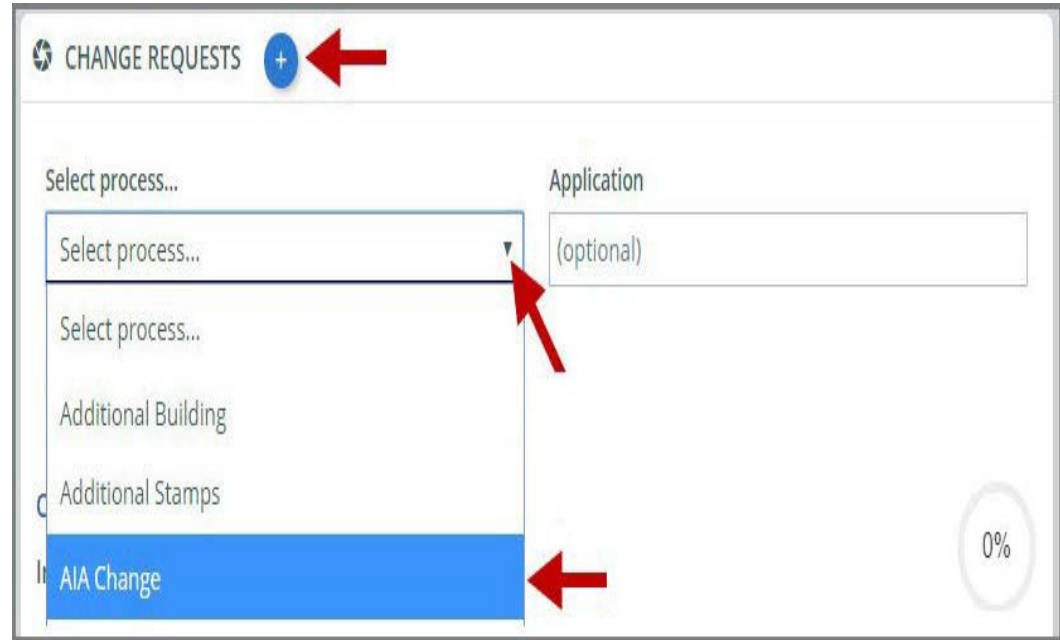 CHANGE REQUESTS +
Select process... Application
Select process... (optional)
Select process...
Additional Building
Additional Stamps
AIA Change
0%